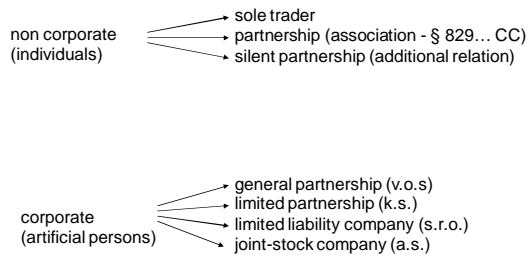 sole trader
non corporate
(individuals)
partnership (association - § 829… CC)
silent partnership (additional relation)
general partnership (v.o.s)
limited partnership (k.s.)
corporate
(artificial persons)
limited liability company (s.r.o.)
joint-stock company (a.s.)